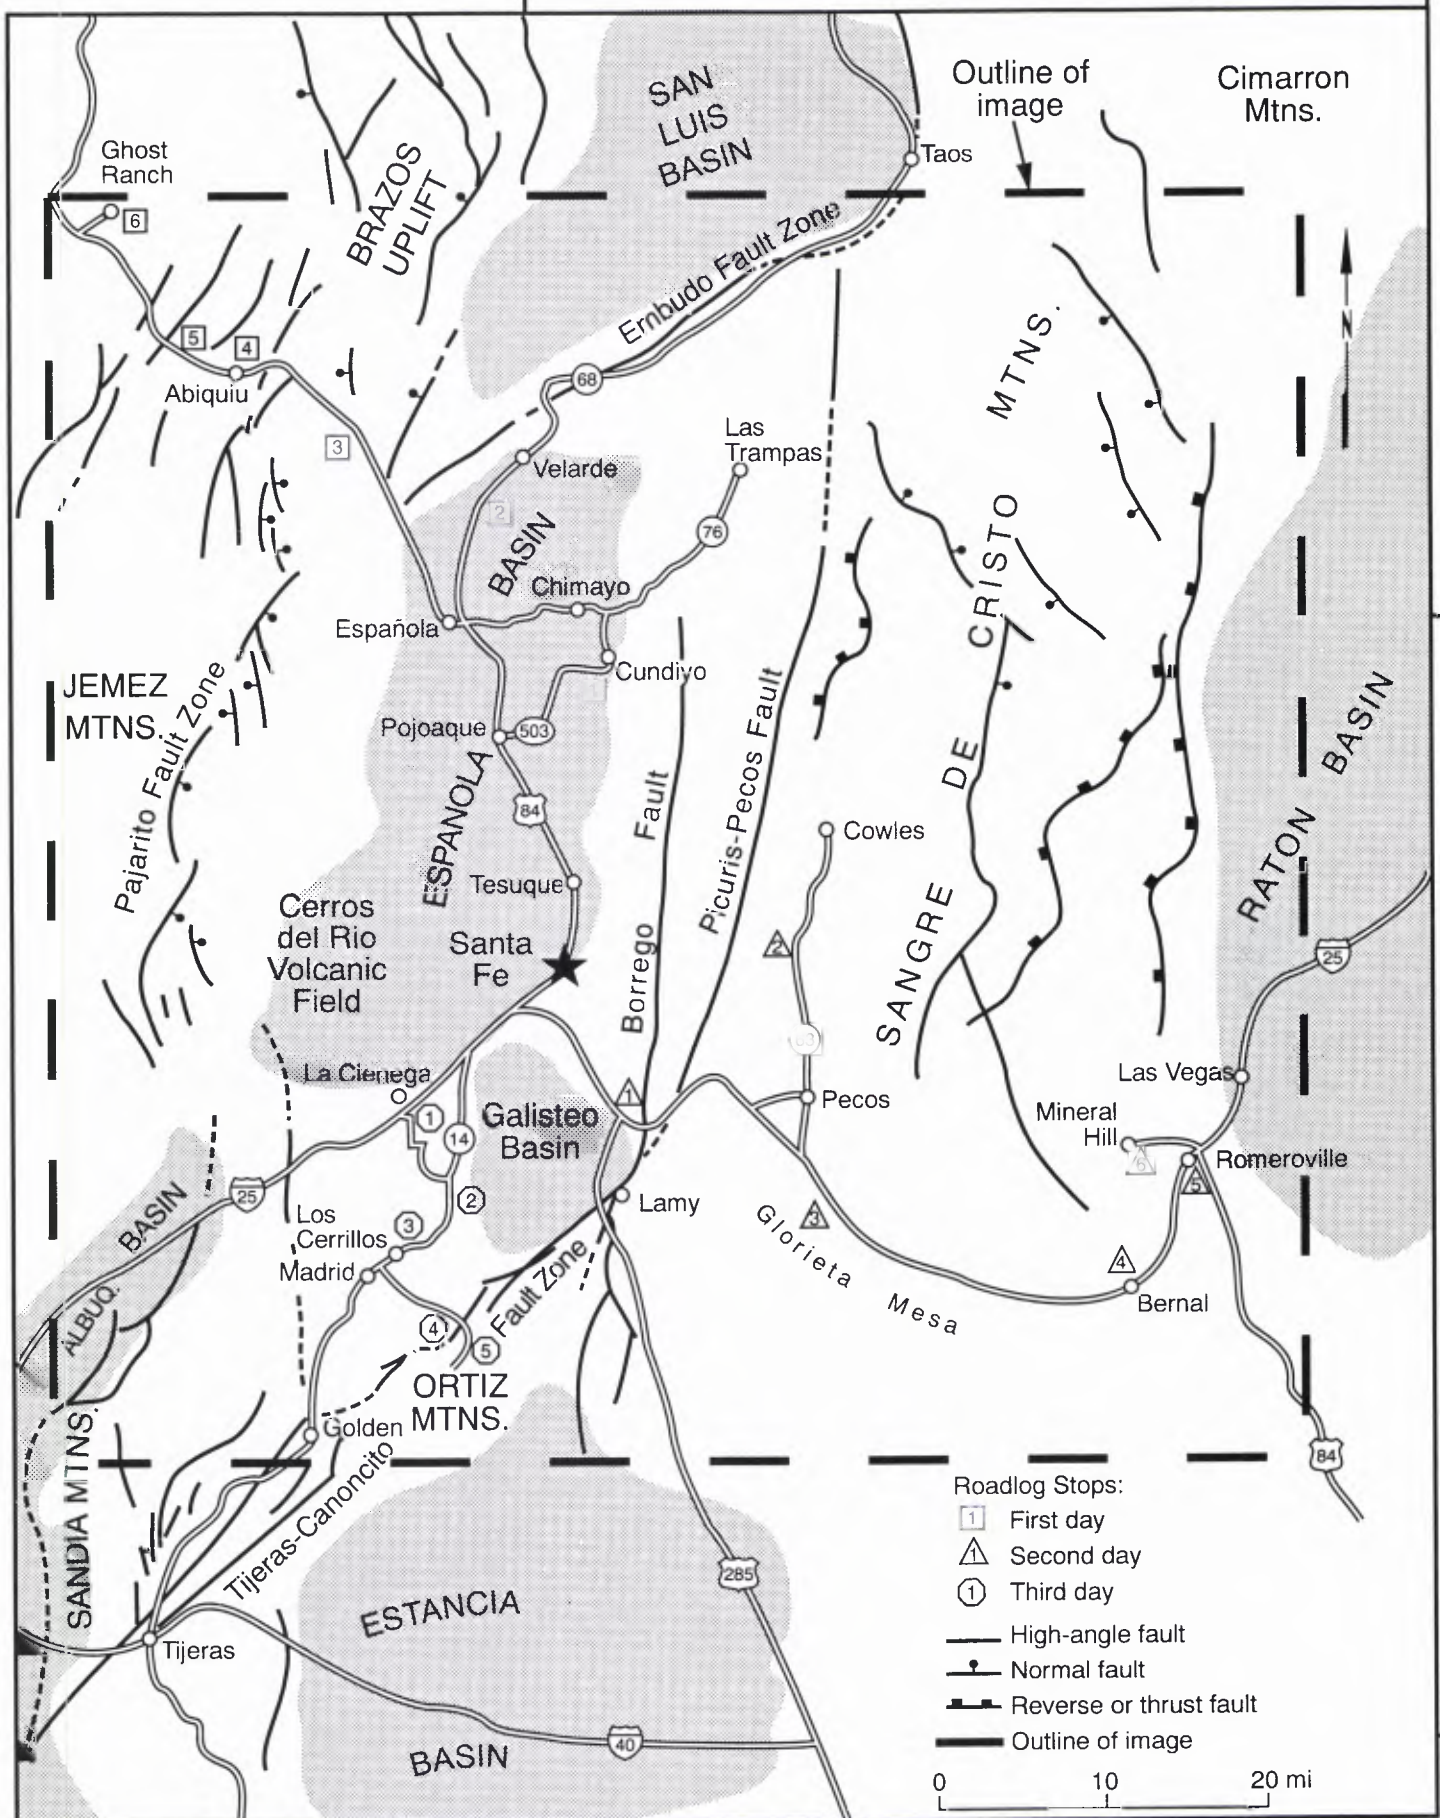 Outline of
image
Cimarron
Mtns.
SAN
LUIS
BASIN
Taos
Ghost
Ranch
6
BRAZOS
UPLIFT
Embudo Fault Zone
5
4
Abiquiu
3
68
N
MTNS.
Las
Trampas
Velarde
2
BASIN
76
Chimayo
CRISTO
Española
Cundivo
1
JEMEZ
MTNS.
Pajarito Fault Zone
Pojoaque
503
ESPANOLA
84
Borrego Fault
Picuris-Pecos Fault
DE
RATON BASIN
Cowles
Tesuque
Cerros
del Rio
Volcanic
Field
Santa
Fe
2
SANGRE
25
63
La Cienega
1
Pecos
Las Vegas
1
14
Galisteo
Basin
Mineral
Hill
6
Romeroville
5
25
2
Lamy
BASIN
Los
Cerrillos
3
3
Glorieta Mesa
4
Madrid
Bernal
ALBUQ.
Fault Zone
4
5
ORTIZ
MTNS.
Golden
SANDIA MTNS.
Tijeras-Canoncito
84
Roadlog Stops:
1 First day
1 Second day
1 Third day
High-angle fault
Normal fault
Reverse or thrust fault
Outline of image
285
ESTANCIA
Tijeras
40
BASIN
0 10 20 mi